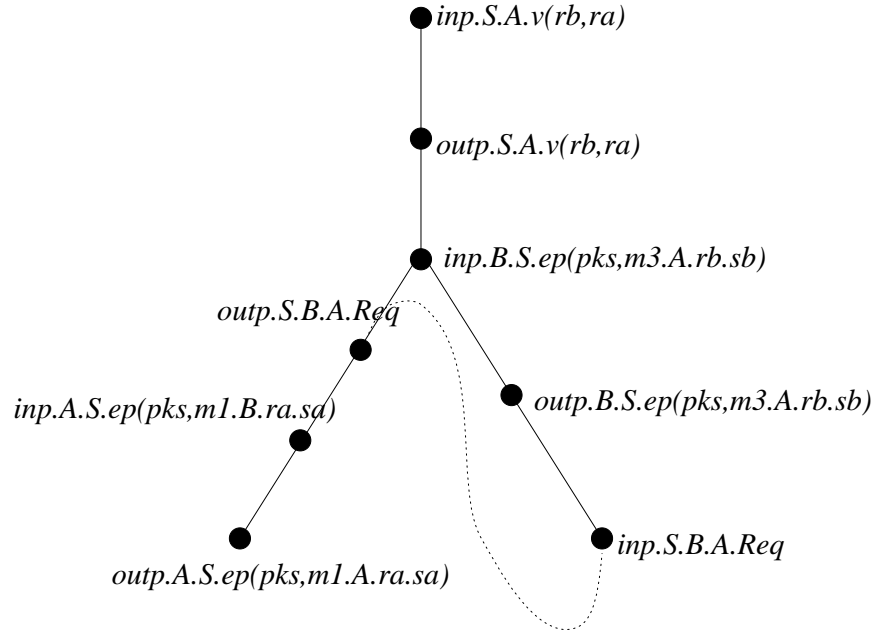 inp.S.A.v(rb,ra)
outp.S.A.v(rb,ra)
inp.B.S.ep(pks,m3.A.rb.sb)
outp.S.B.A.Req
outp.B.S.ep(pks,m3.A.rb.sb)
inp.A.S.ep(pks,m1.B.ra.sa)
inp.S.B.A.Req
outp.A.S.ep(pks,m1.A.ra.sa)